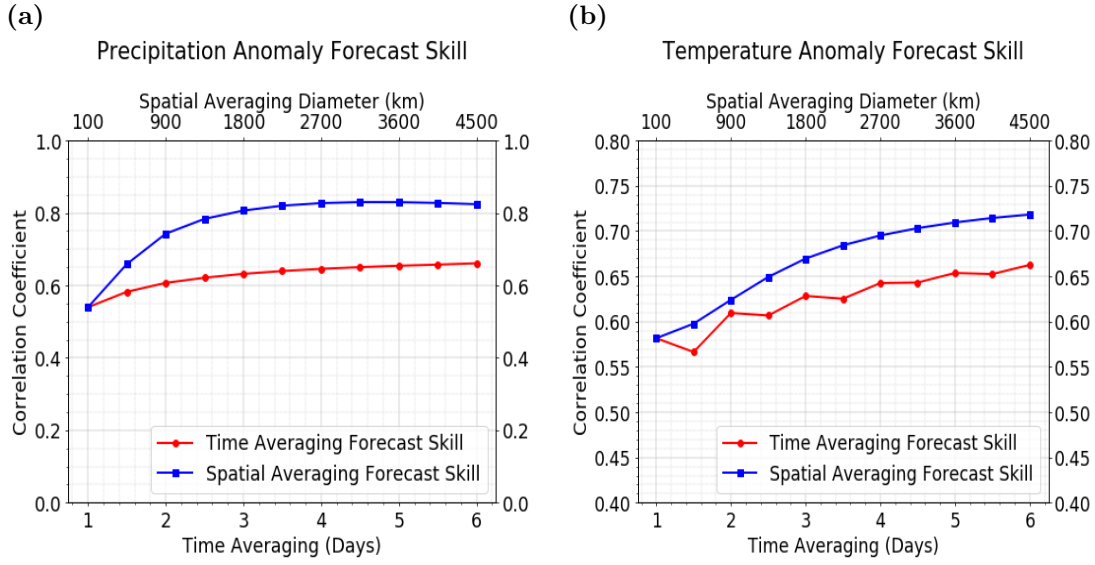 (a)
Precipitation Anomaly Forecast Skill
Spatial Averaging Diameter (km)
100 900 1800 2700 3600 4500
1.0 1.0
0.8 0.8
0.6 0.6
0.4 0.4
0.2 0.2
0.0 0.0
Correlation Coefficient
Time Averaging Forecast Skill
Spatial Averaging Forecast Skill
1 2 3 4 5 6
Time Averaging (Days)
(b)
Temperature Anomaly Forecast Skill
Spatial Averaging Diameter (km)
100 900 1800 2700 3600 4500
0.80 0.80
0.75 0.75
0.70 0.70
0.65 0.65
0.60 0.60
0.55 0.55
0.50 0.50
0.45 0.45
0.40 0.40
Correlation Coefficient
Time Averaging Forecast Skill
Spatial Averaging Forecast Skill
1 2 3 4 5 6
Time Averaging (Days)